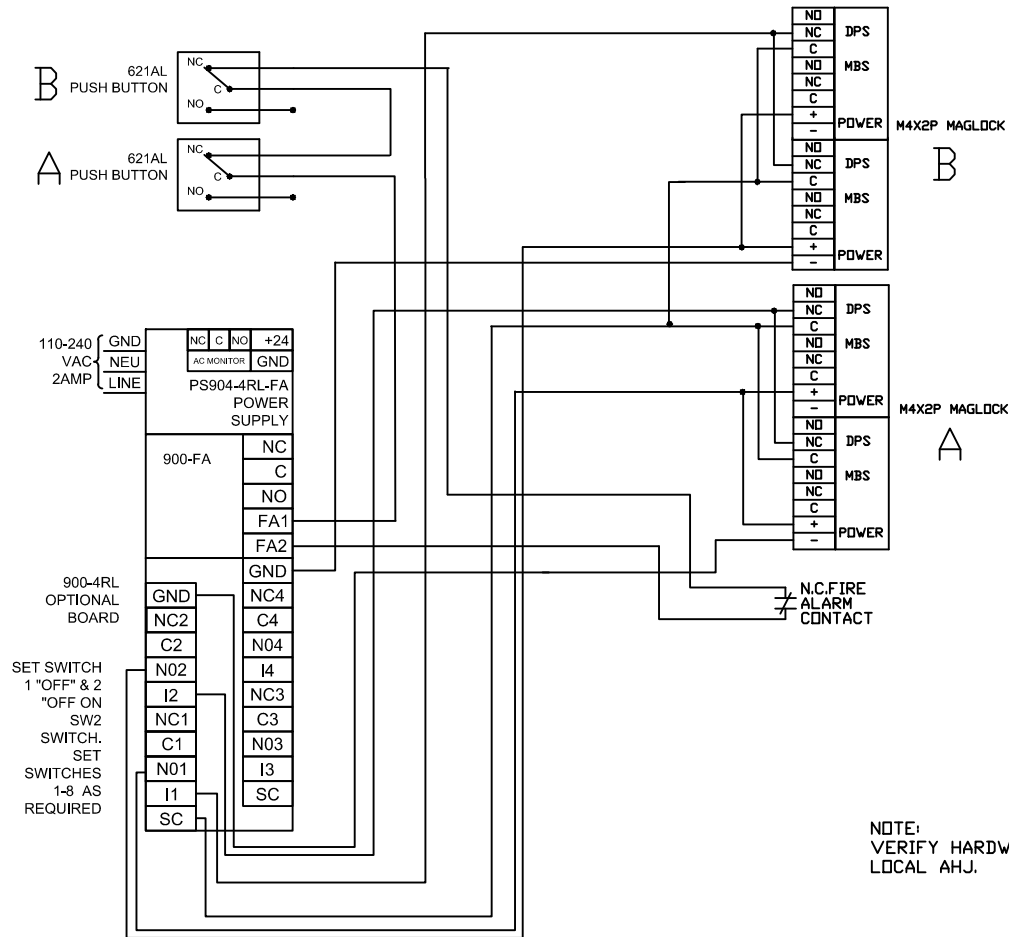 B
621AL
PUSH BUTTON
NC
C
NO
A
621AL
PUSH BUTTON
NC
C
NO
NO
NC
C
NO
NC
C
+
-
DPS
MBS
POWER
NO
NC
C
NO
NC
C
+
-
DPS
MBS
POWER
M4X2P MAGLOCK
B
NO
NC
C
NO
NC
C
+
-
DPS
MBS
POWER
NO
NC
C
NO
NC
C
+
-
DPS
MBS
POWER
M4X2P MAGLOCK
A
110-240
VAC
2AMP
GND
NEU
LINE
NC C NO +24
AC MONITOR GND
PS904-4RL-FA
POWER
SUPPLY
900-FA
NC
C
NO
FA1
FA2
GND
NC4
C4
N04
I4
NC3
C3
N03
I3
SC
900-4RL
OPTIONAL
BOARD
GND
NC2
C2
N02
I2
NC1
C1
N01
I1
SC
SET SWITCH
1 "OFF" & 2
"OFF ON
SW2
SWITCH.
SET
SWITCHES
1-8 AS
REQUIRED
N.C.FIRE
ALARM
CONTACT
NOTE:
VERIFY HARDW
LOCAL AHJ.